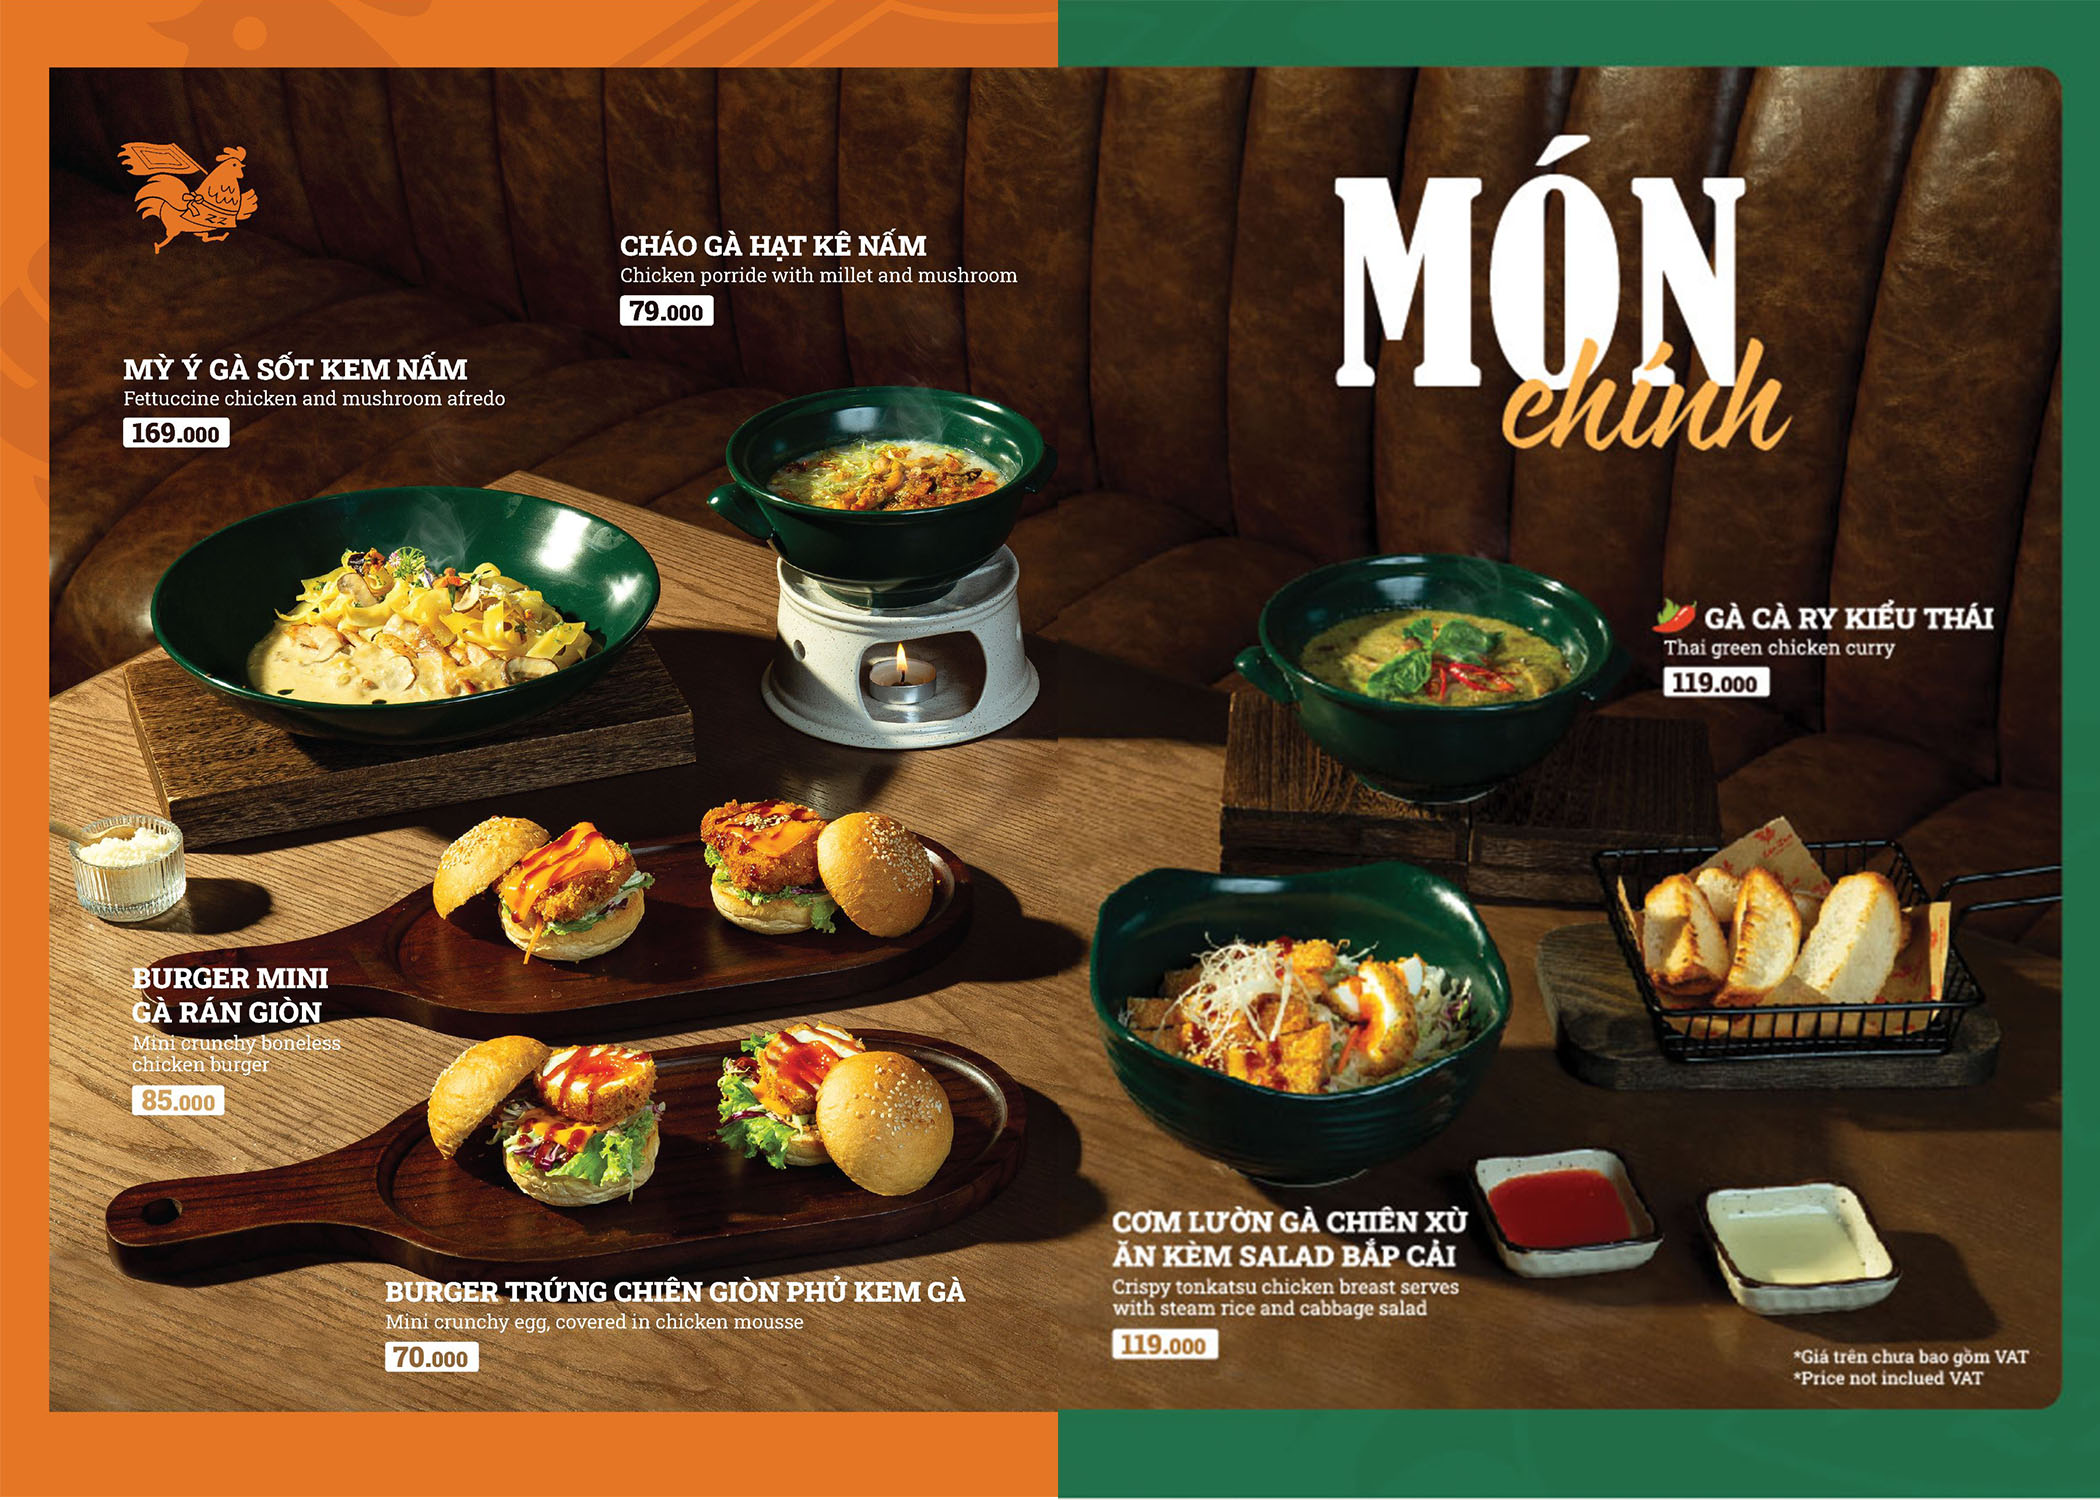 CHÁO GÀ HẠT KÊ NẤM
Chicken porride with millet and mushroom
79.000
MỲ Ý GÀ SỐT KEM NẤM
Fettuccine chicken and mushroom afredo
169.000
BURGER MINI
GÀ RÁN GIÒN
Mini crunchy boneless
chicken burger
85.000
BURGER TRỨNG CHIÊN GIÒN PHỦ KEM GÀ
Mini crunchy egg, covered in chicken mousse
70.000
MÓN
chính
GÀ CÀ RY KIỂU THÁI
Thai green chicken curry
119.000
CƠM LƯỜN GÀ CHIÊN XÙ
ĂN KÈM SALAD BẮP CẢI
Crispy tonkatsu chicken breast serves
with steam rice and cabbage salad
119.000
*Giá trên chưa bao gồm VAT
*Price not inclued VAT